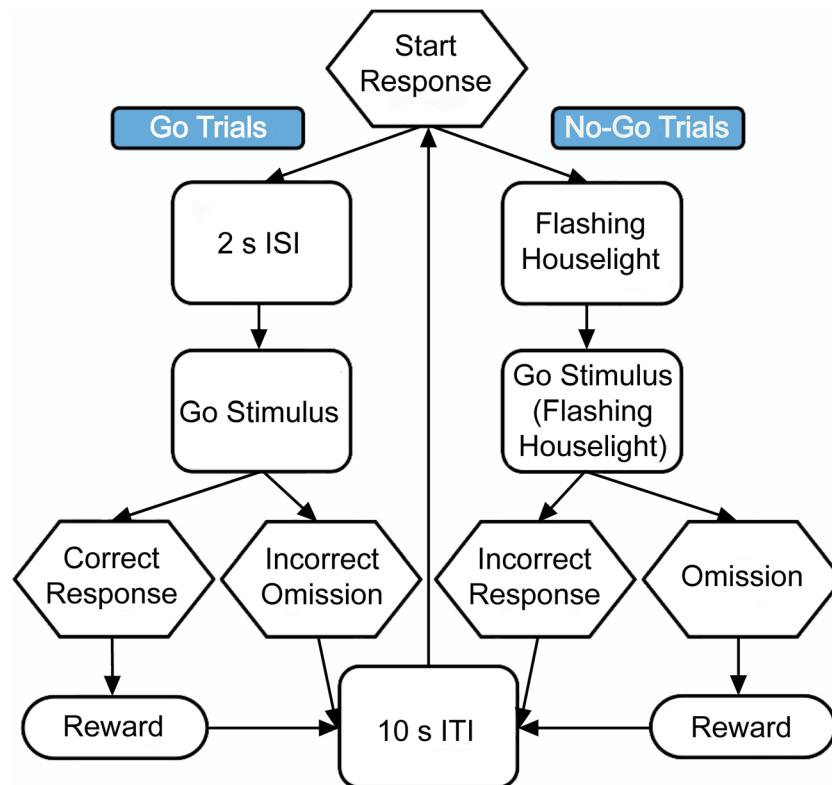 Start
Response
Go Trials
No-Go Trials
2 s ISI
Flashing
Houselight
Go Stimulus
Go Stimulus
(Flashing
Houselight)
Correct
Response
Incorrect
Omission
Incorrect
Response
Omission
Reward
10 s ITI
Reward